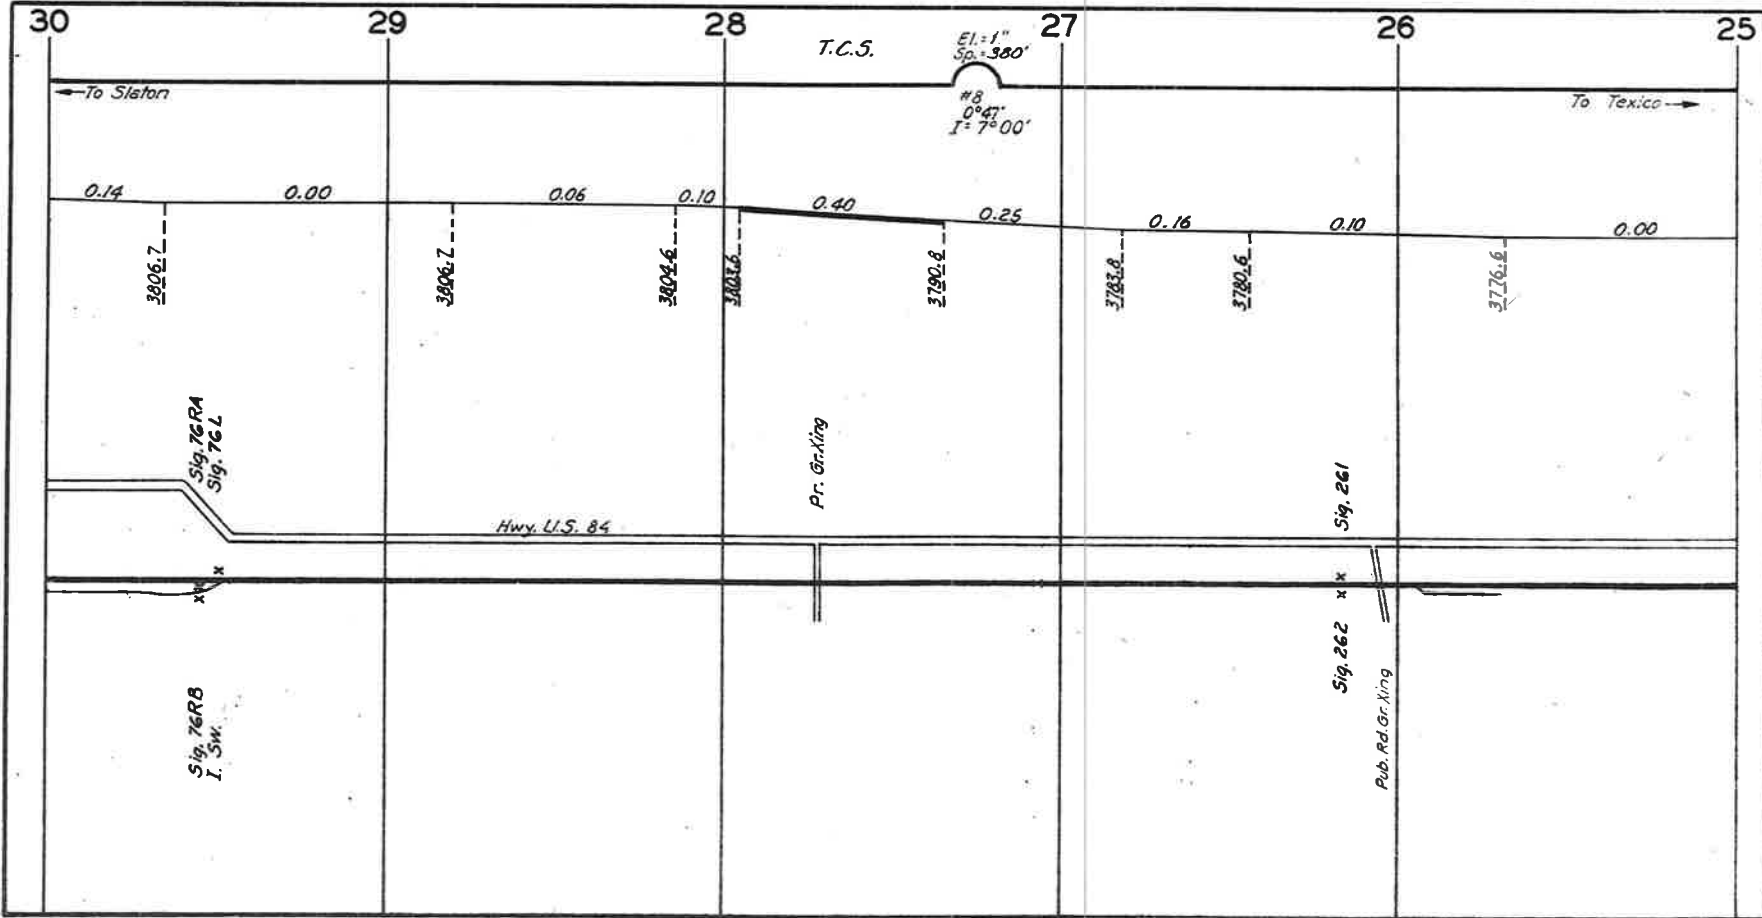 30 29 28 27 26 25
T.C.S.
El.=1"
Sp.=380'
←To Slaton
To Texico→
#8
0°47'
I=7°00'
0.14 0.00 0.06 0.10 0.40 0.25 0.16 0.10 0.00
3806.7
3806.7
3804.6
3803.6
3790.8
3783.8
3780.6
3776.6
Sig. 76RA
Sig. 76L
Pr. Gr. Xing
Sig. 261
Hwy. U.S. 84
Sig. 76RB
I. Sw.
Sig. 262
Pub. Rd. Gr. Xing